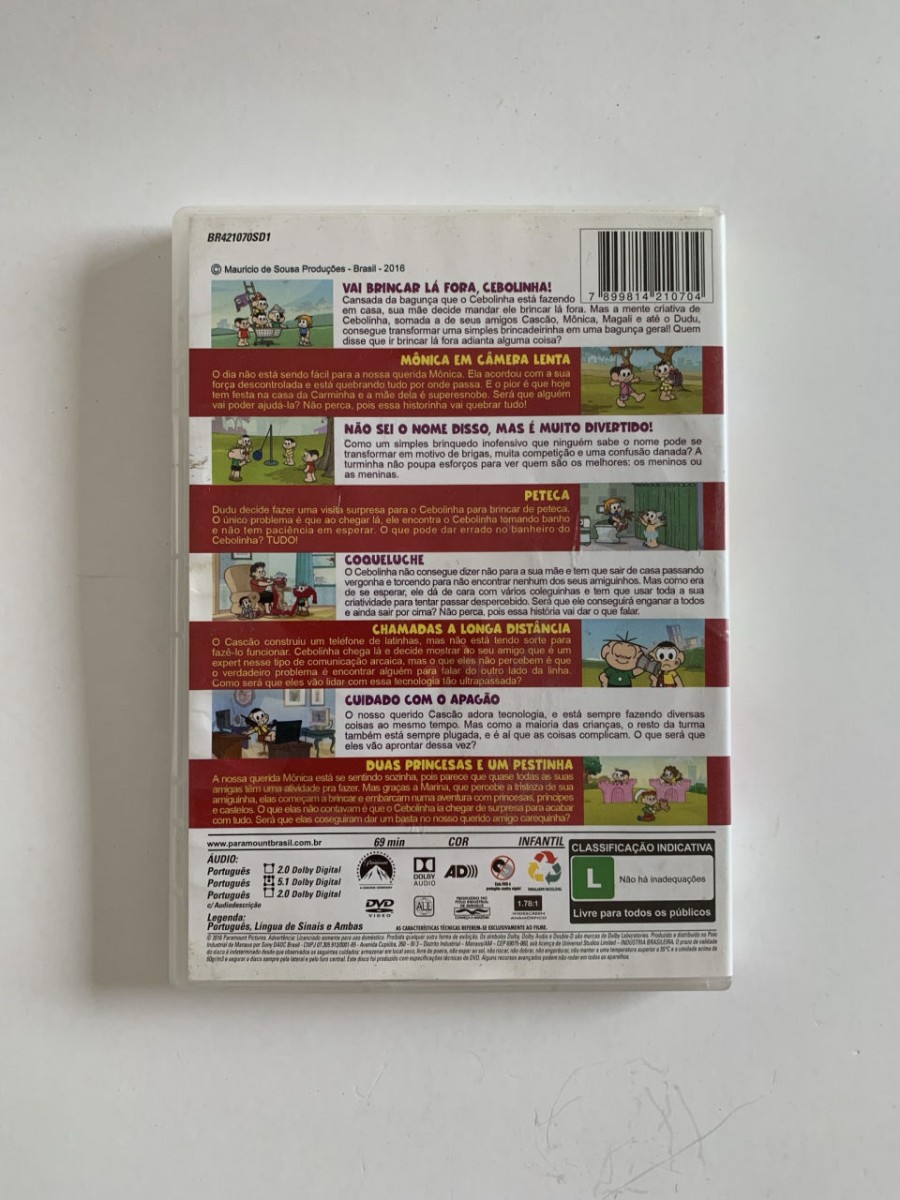 BR421070SD1
© Mauricio de Sousa Produções - Brasil - 2016
7 899814 210704
VAI BRINCAR LÁ FORA, CEBOLINHA!
Cansada da bagunça que o Cebolinha está fazendo
em casa, sua mãe decide mandar ele brincar lá fora. Mas a mente criativa de
Cebolinha, somada a de seus amigos Cascão, Mônica, Magali e até o Dudu,
consegue transformar uma simples brincadeirinha em uma bagunça geral! Quem
disse que ir brincar lá fora adianta alguma coisa?
MÔNICA EM CÂMERA LENTA
O dia não está sendo fácil para a nossa querida Mônica. Ela acordou com a sua
força descontrolada e está quebrando tudo por onde passa. E o pior é que hoje
tem festa na casa da Carminha e a mãe dela é superesnobe. Será que alguém
vai poder ajudá-la? Não perca, pois essa historinha vai quebrar tudo!
NÃO SEI O NOME DISSO, MAS É MUITO DIVERTIDO!
Como um simples brinquedo inofensivo que ninguém sabe o nome pode se
transformar em motivo de brigas, muita competição e uma confusão danada? A
turminha não poupa esforços para ver quem são os melhores: os meninos ou
as meninas.
PETECA
Dudu decide fazer uma visita surpresa para o Cebolinha para brincar de peteca.
O único problema é que ao chegar lá, ele encontra o Cebolinha tomando banho
e não tem paciência em esperar. O que pode dar errado no banheiro do
Cebolinha? TUDO!
COQUELUCHE
O Cebolinha não consegue dizer não para a sua mãe e tem que sair de casa passando
vergonha e torcendo para não encontrar nenhum dos seus amiguinhos. Mas como era
de se esperar, ele dá de cara com vários coleguinhas e tem que usar toda a sua
criatividade para tentar passar despercebido. Será que ele conseguirá enganar a todos
e ainda sair por cima? Não perca, pois essa história vai dar o que falar.
CHAMADAS A LONGA DISTÂNCIA
O Cascão construiu um telefone de latinhas, mas não está tendo sorte para
fazê-lo funcionar. Cebolinha chega lá e decide mostrar ao seu amigo que é um
expert nesse tipo de comunicação arcaica, mas o que eles não percebem é que
o verdadeiro problema é encontrar alguém para falar do outro lado da linha.
Como será que eles vão lidar com essa tecnologia tão ultrapassada?
CUIDADO COM O APAGÃO
O nosso querido Cascão adora tecnologia, e está sempre fazendo diversas
coisas ao mesmo tempo. Mas como a maioria das crianças, o resto da turma
também está sempre plugada, e é aí que as coisas complicam. O que será que
eles vão aprontar dessa vez?
DUAS PRINCESAS E UM PESTINHA
A nossa querida Mônica está se sentindo sozinha, pois parece que quase todas as suas
amigas têm uma atividade pra fazer. Mas graças a Marina, que percebe a tristeza de sua
amiguinha, elas começam a brincar e embarcam numa aventura com princesas, príncipes
e castelos. O que elas não contavam é que o Cebolinha ia chegar de surpresa para acabar
com tudo. Será que elas coseguiram dar um basta no nosso querido amigo carequinha?
www.paramountbrasil.com.br 69 min COR INFANTIL
ÁUDIO:
Português 2.0 Dolby Digital
Português 5.1 Dolby Digital
Português 2.0 Dolby Digital
c/ Audiodescrição
Legenda:
Português, Língua de Sinais e Ambas
Paramount
DOLBY
AUDIO
AD)))
DVD
VIDEO
ALL
1.78:1
WIDESCREEN
ANAMÓRFICO
AS CARACTERÍSTICAS TÉCNICAS REFEREM-SE EXCLUSIVAMENTE AO FILME.
CLASSIFICAÇÃO INDICATIVA
L
Não há inadequações
Livre para todos os públicos